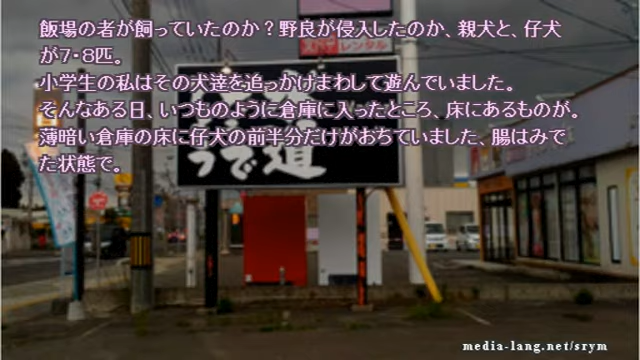 飯場の者が飼っていたのか？野良が侵入したのか、親犬と、仔犬
が7・8匹。
小学生の私はその犬達を追っかけまわして遊んでいました。
そんなある日、いつものように倉庫に入ったところ、床にあるものが。
薄暗い倉庫の床に仔犬の前半分だけがおちていました、腸はみで
た状態で。
レンタル
つで道
media-lang.net/srym